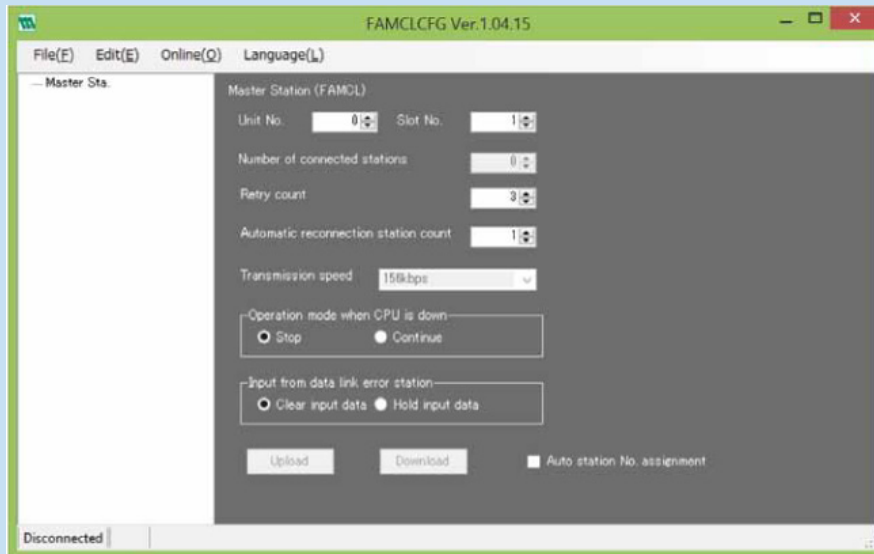 FAMCLCFG Ver.1.04.15
File(F) Edit(E) Online(O) Language(L)
Master Sta.
Master Station (FAMCL)
Unit No. 0 Slot No. 1
Number of connected stations 0
Retry count 3
Automatic reconnection station count 1
Transmission speed 156kbps
Operation mode when CPU is down
Stop Continue
Input from data link error station
Clear input data Hold input data
Upload Download Auto station No. assignment
Disconnected